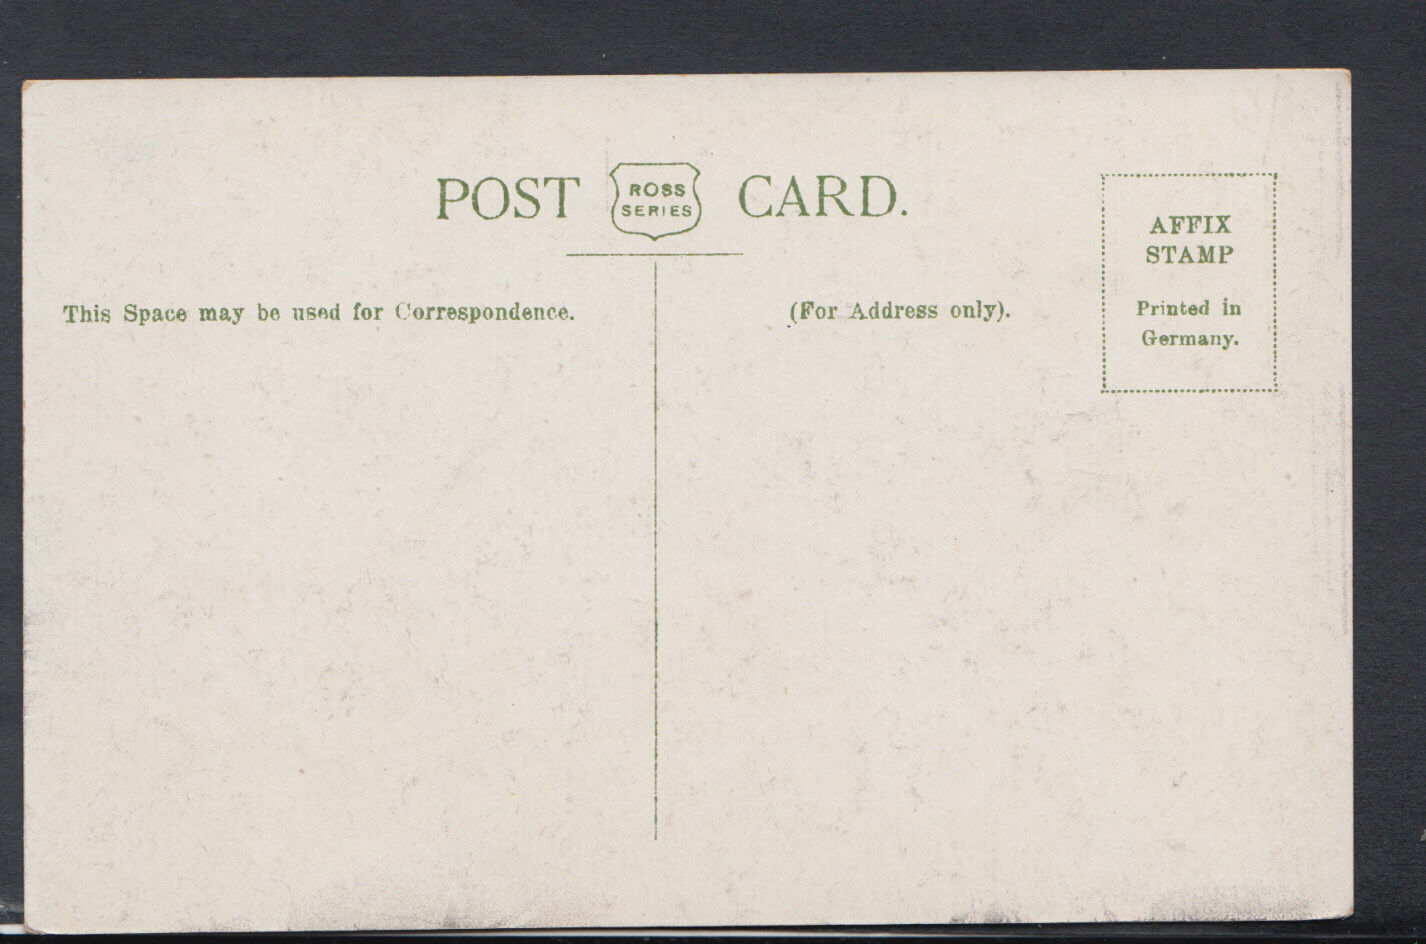 POST ROSS SERIES CARD.
AFFIX
STAMP
Printed in
Germany.
This Space may be used for Correspondence.
(For Address only).